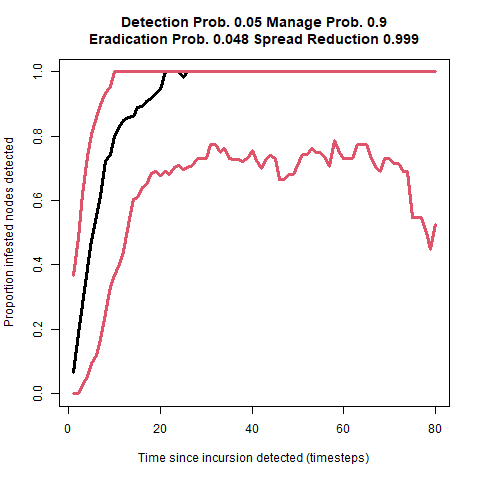 Detection Prob. 0.05 Manage Prob. 0.9
Eradication Prob. 0.048 Spread Reduction 0.999
Proportion infested nodes detected
1.0
0.8
0.6
0.4
0.2
0.0
0 20 40 60 80
Time since incursion detected (timesteps)